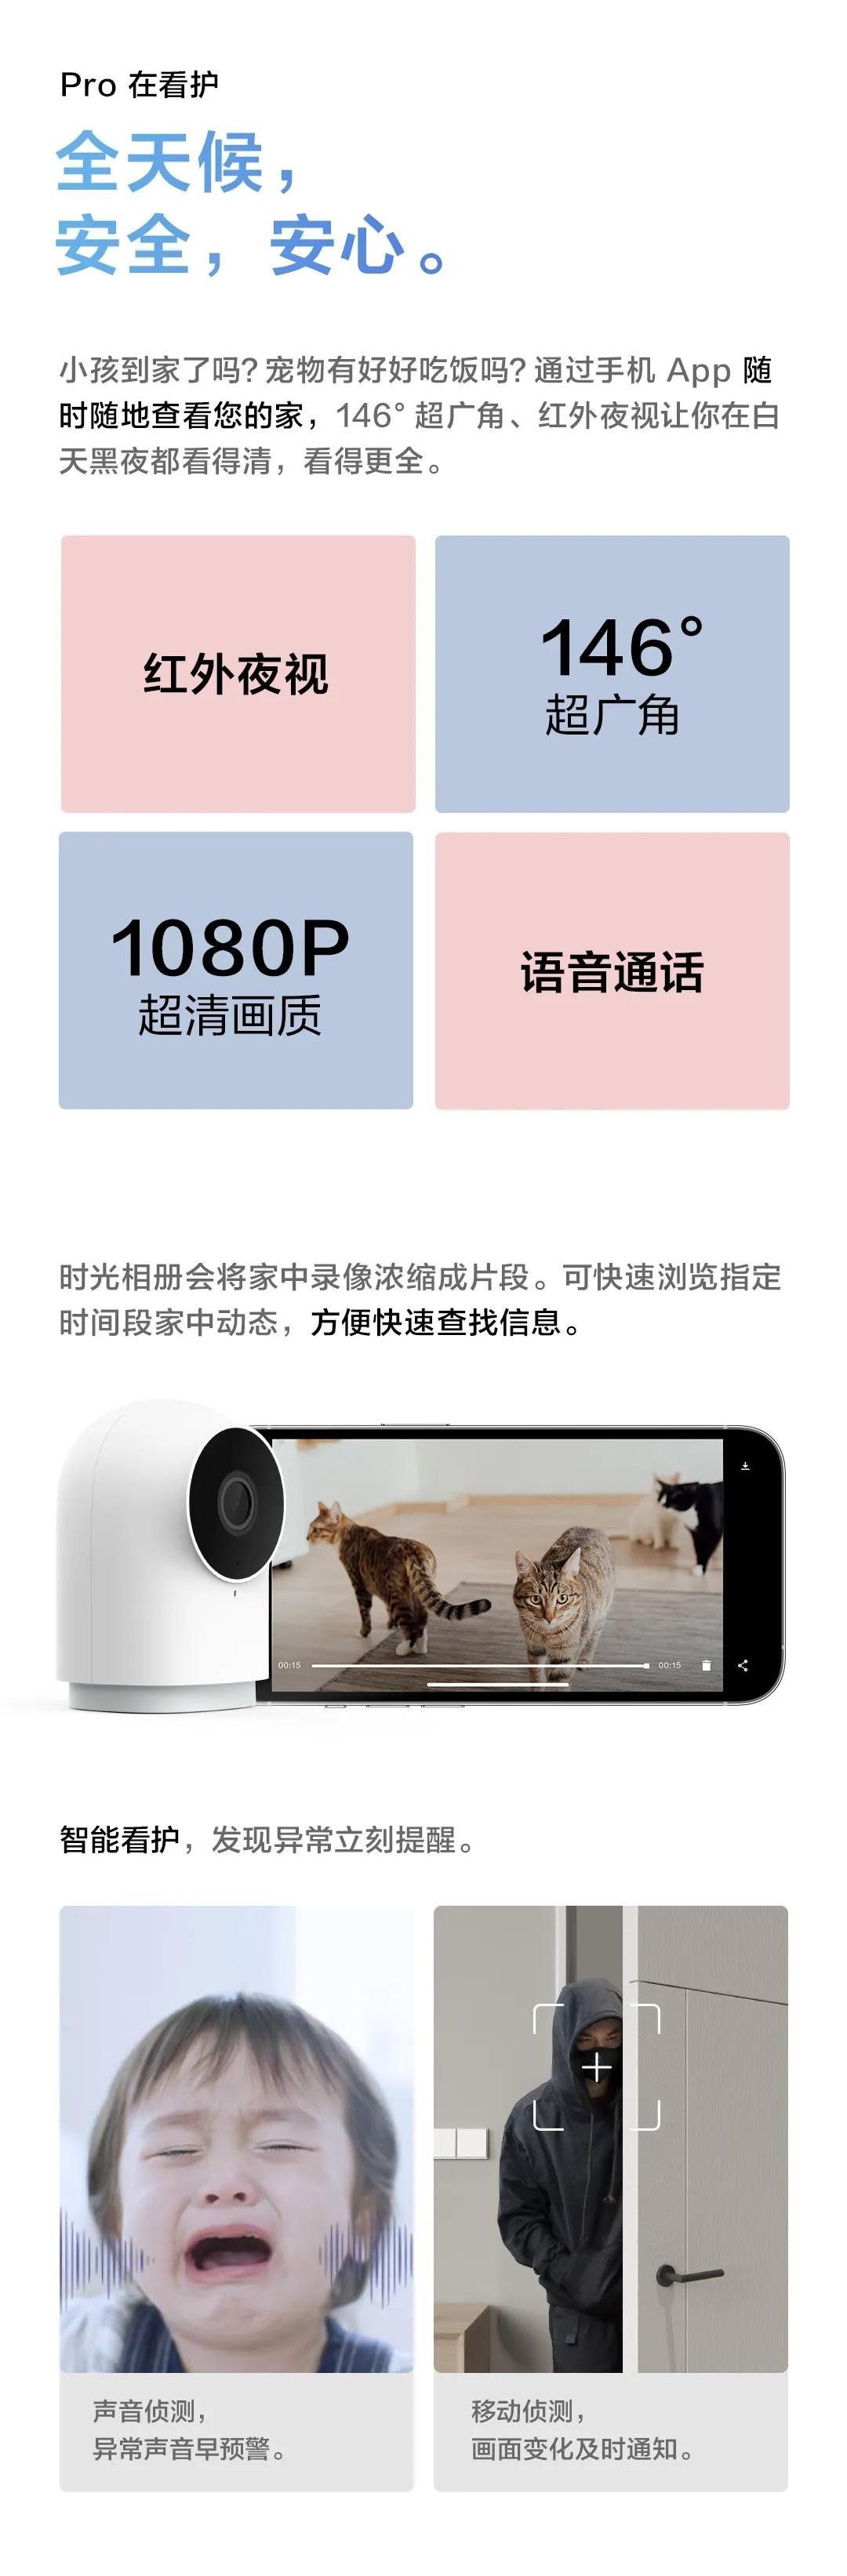 Pro 在看护
全天候，
安全，安心。
小孩到家了吗？宠物有好好吃饭吗？通过手机 App 随
时随地查看您的家，146° 超广角、红外夜视让你在白
天黑夜都看得清，看得更全。
红外夜视
146°
超广角
1080P
超清画质
语音通话
时光相册会将家中录像浓缩成片段。可快速浏览指定
时间段家中动态，方便快速查找信息。
00:15
00:15
智能看护，发现异常立刻提醒。
声音侦测，
异常声音早预警。
移动侦测，
画面变化及时通知。